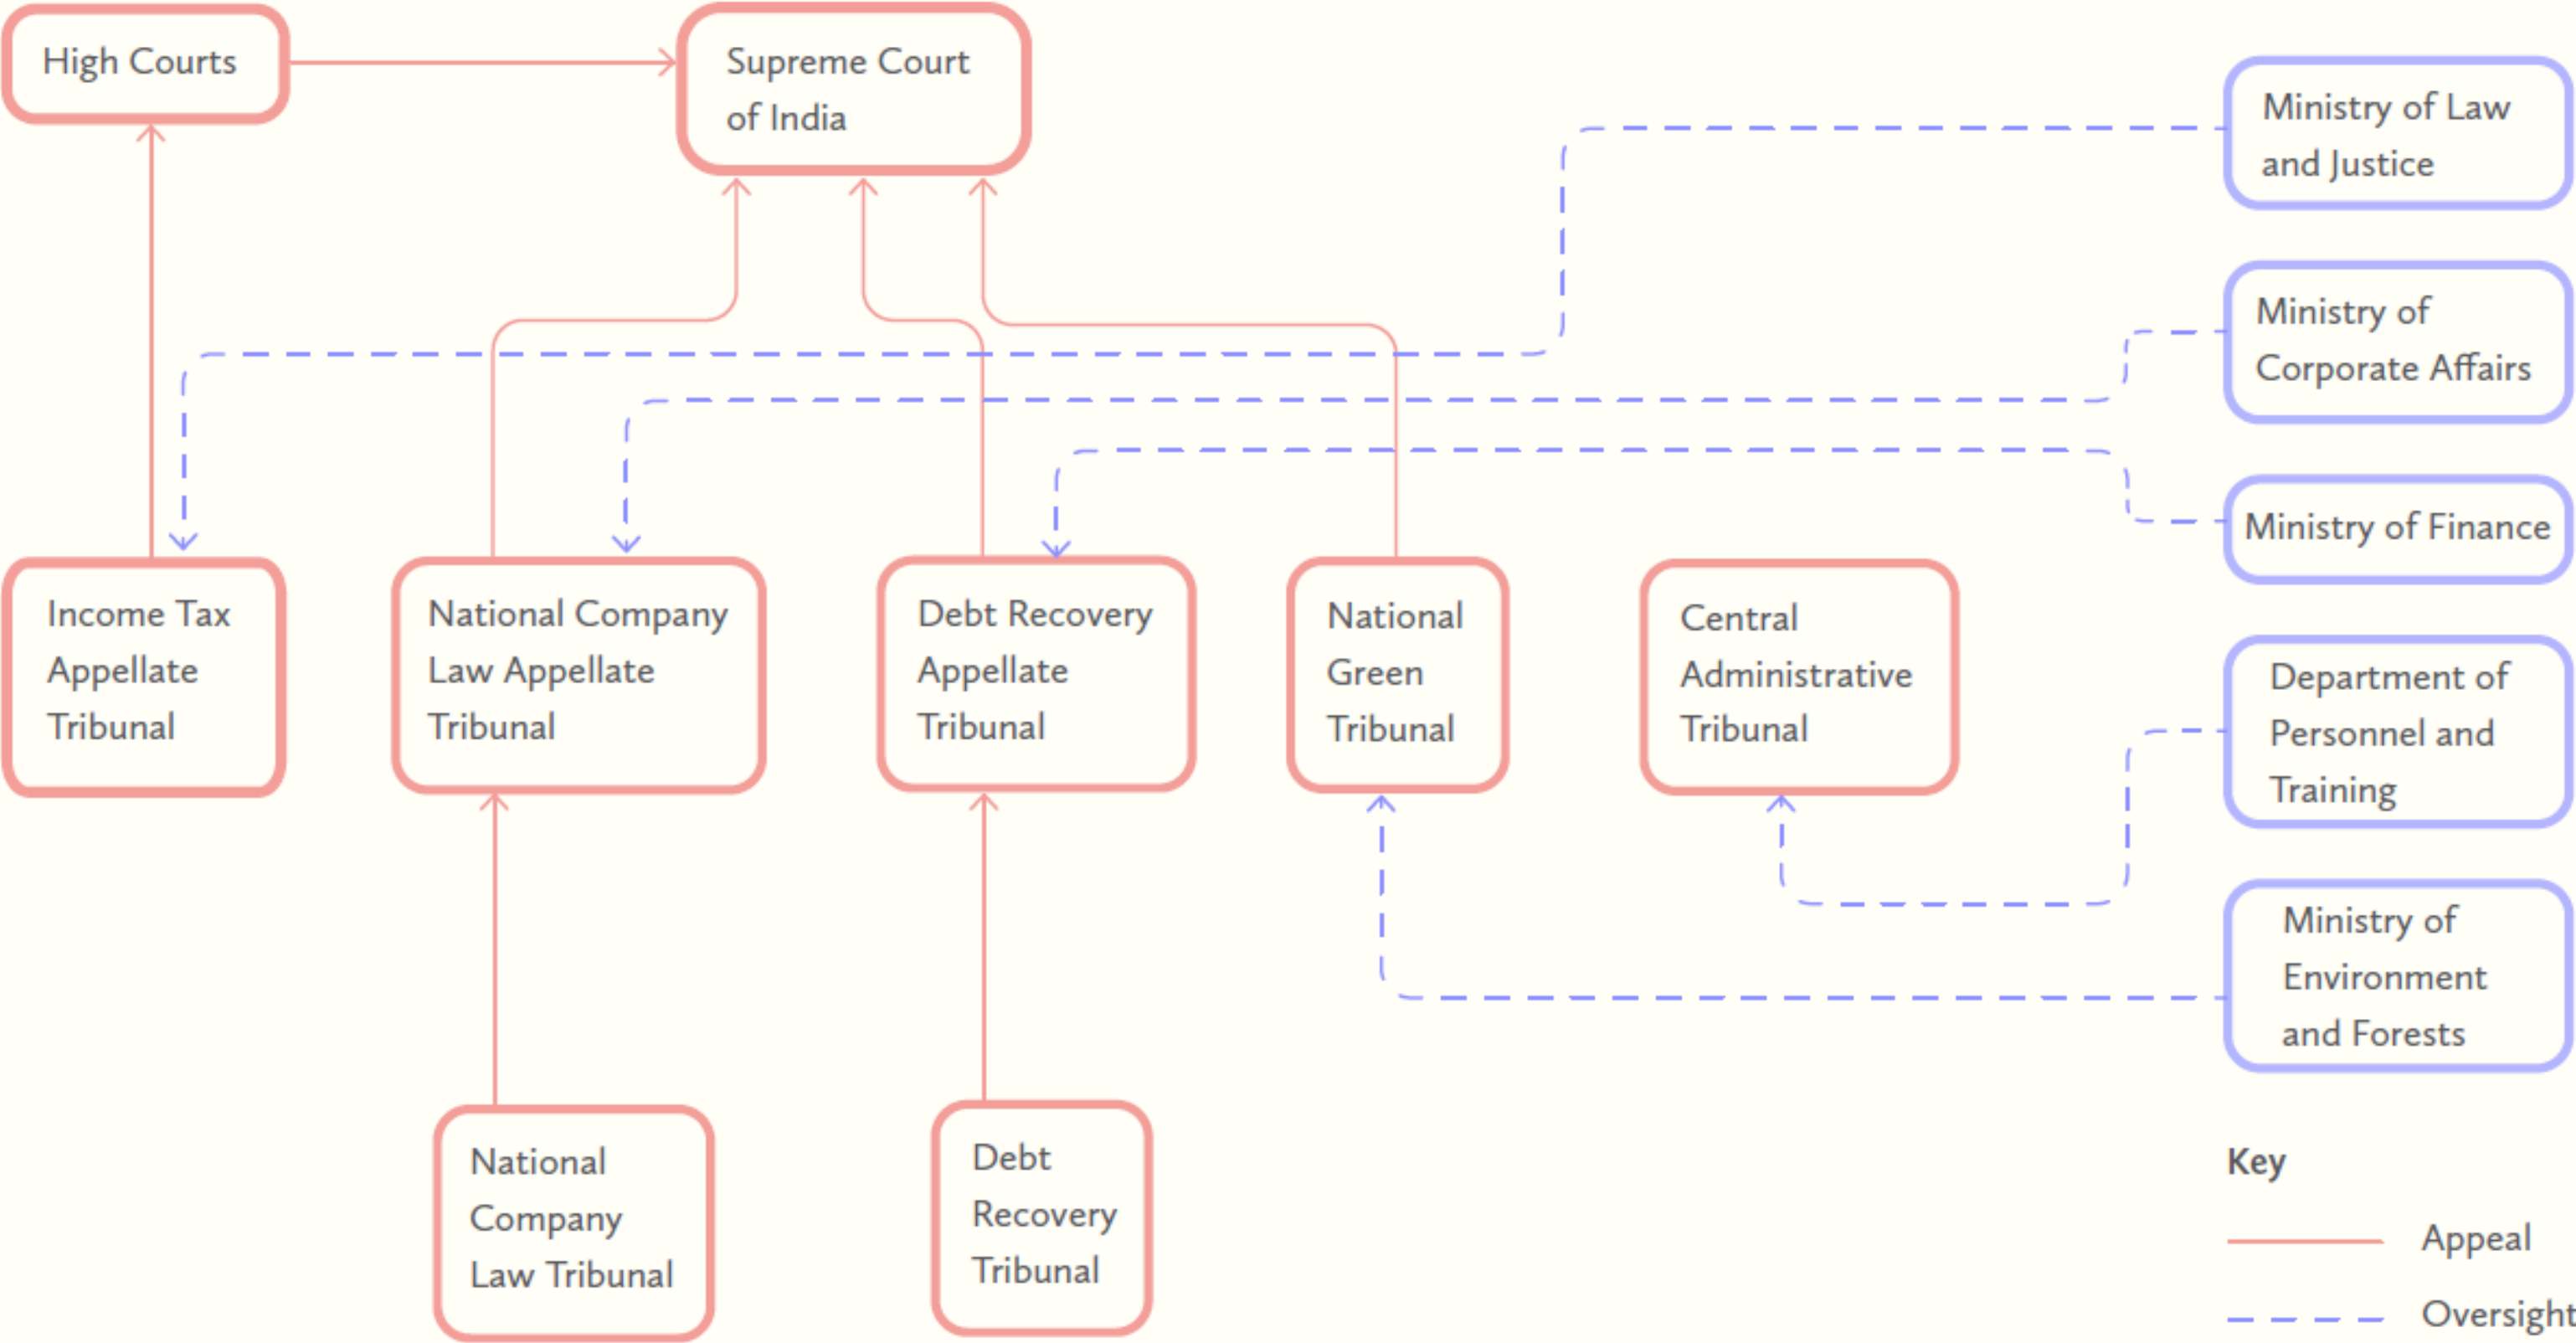 High Courts
Supreme Court
of India
Ministry of Law
and Justice
Ministry of
Corporate Affairs
Ministry of Finance
Income Tax
Appellate
Tribunal
National Company
Law Appellate
Tribunal
Debt Recovery
Appellate
Tribunal
National
Green
Tribunal
Central
Administrative
Tribunal
Department of
Personnel and
Training
Ministry of
Environment
and Forests
National
Company
Law Tribunal
Debt
Recovery
Tribunal
Key
Appeal
Oversight